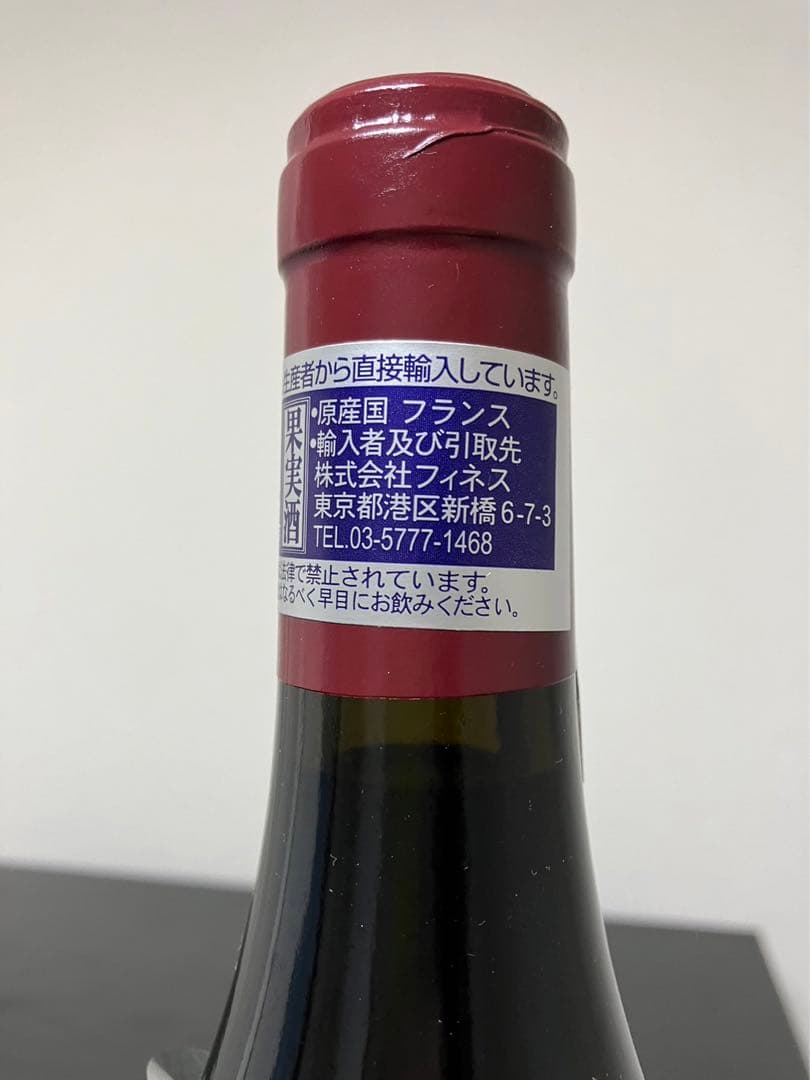 生産者から直接輸入しています。
果実酒
・原産国 フランス
・輸入者及び引取先
株式会社フィネス
東京都港区新橋6-7-3
TEL.03-5777-1468
法律で禁止されています。
なるべく早目にお飲みください。